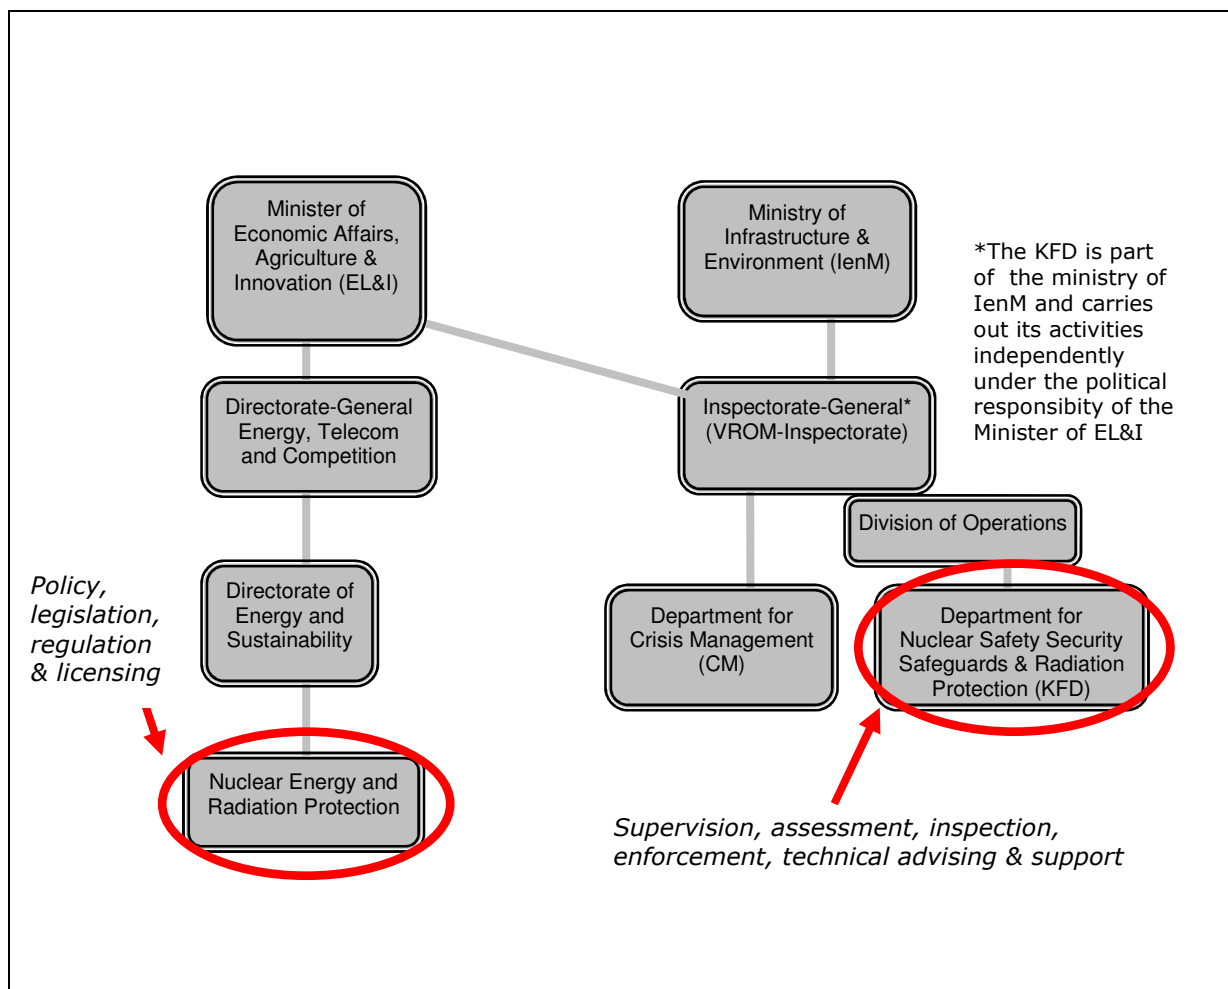 Minister of
Economic Affairs,
Agriculture &
Innovation (EL&I)
Ministry of
Infrastructure &
Environment (IenM)
*The KFD is part
of the ministry of
IenM and carries
out its activities
independently
under the political
responsibity of the
Minister of EL&I
Directorate-General
Energy, Telecom
and Competition
Inspectorate-General*
(VROM-Inspectorate)
Division of Operations
Policy,
legislation,
regulation
& licensing
Directorate of
Energy and
Sustainability
Department for
Crisis Management
(CM)
Department for
Nuclear Safety Security
Safeguards & Radiation
Protection (KFD)
Nuclear Energy and
Radiation Protection
Supervision, assessment, inspection,
enforcement, technical advising & support